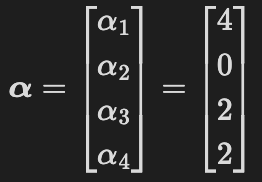 α = [α₁ α₂ α₃ α₄] = [4 0 2 2]